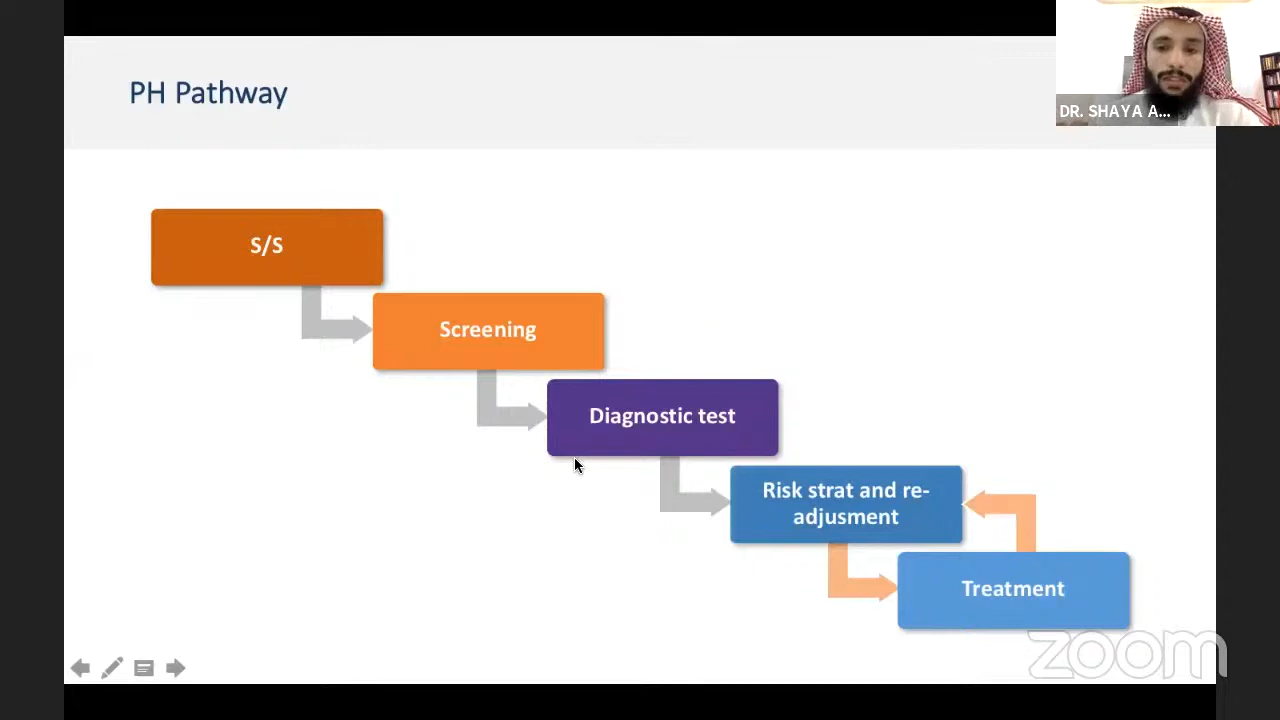 PH Pathway
DR. SHAYA A...
S/S
Screening
Diagnostic test
Risk strat and re-
adjusment
Treatment
zoom